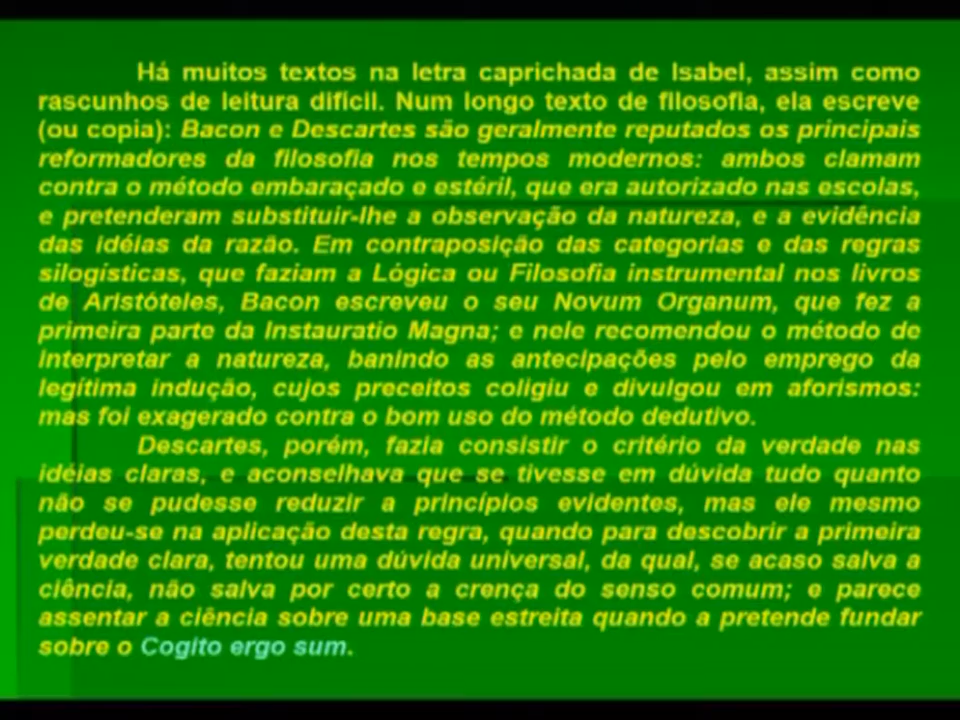 Há muitos textos na letra caprichada de Isabel, assim como
rascunhos de leitura difícil. Num longo texto de filosofia, ela escreve
(ou copia): Bacon e Descartes são geralmente reputados os principais
reformadores da filosofia nos tempos modernos: ambos clamam
contra o método embaraçado e estéril, que era autorizado nas escolas,
e pretenderam substituir-lhe a observação da natureza, e a evidência
das idéias da razão. Em contraposição das categorias e das regras
silogísticas, que faziam a Lógica ou Filosofia instrumental nos livros
de Aristóteles, Bacon escreveu o seu Novum Organum, que fez a
primeira parte da Instauratio Magna; e nele recomendou o método de
interpretar a natureza, banindo as antecipações pelo emprego da
legítima indução, cujos preceitos coligiu e divulgou em aforismos:
mas foi exagerado contra o bom uso do método dedutivo.
Descartes, porém, fazia consistir o critério da verdade nas
idéias claras, e aconselhava que se tivesse em dúvida tudo quanto
não se pudesse reduzir a princípios evidentes, mas ele mesmo
perdeu-se na aplicação desta regra, quando para descobrir a primeira
verdade clara, tentou uma dúvida universal, da qual, se acaso salva a
ciência, não salva por certo a crença do senso comum; e parece
assentar a ciência sobre uma base estreita quando a pretende fundar
sobre o Cogito ergo sum.